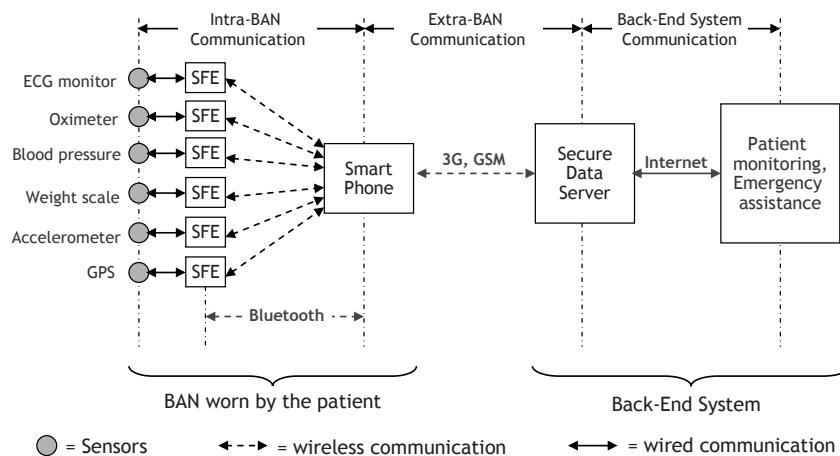 Intra-BAN
Communication
Extra-BAN
Communication
Back-End System
Communication
ECG monitor
SFE
Oximeter
SFE
Blood pressure
SFE
Weight scale
SFE
Accelerometer
SFE
GPS
SFE
Smart
Phone
3G, GSM
Secure
Data
Server
Internet
Patient
monitoring,
Emergency
assistance
Bluetooth
BAN worn by the patient
Back-End System
= Sensors
= wireless communication
= wired communication